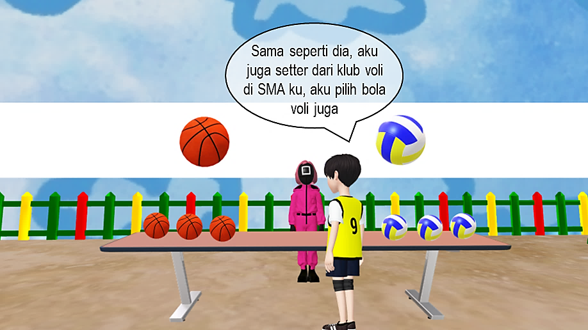 Sama seperti dia, aku
juga setter dari klub voli
di SMA ku, aku pilih bola
voli juga
9